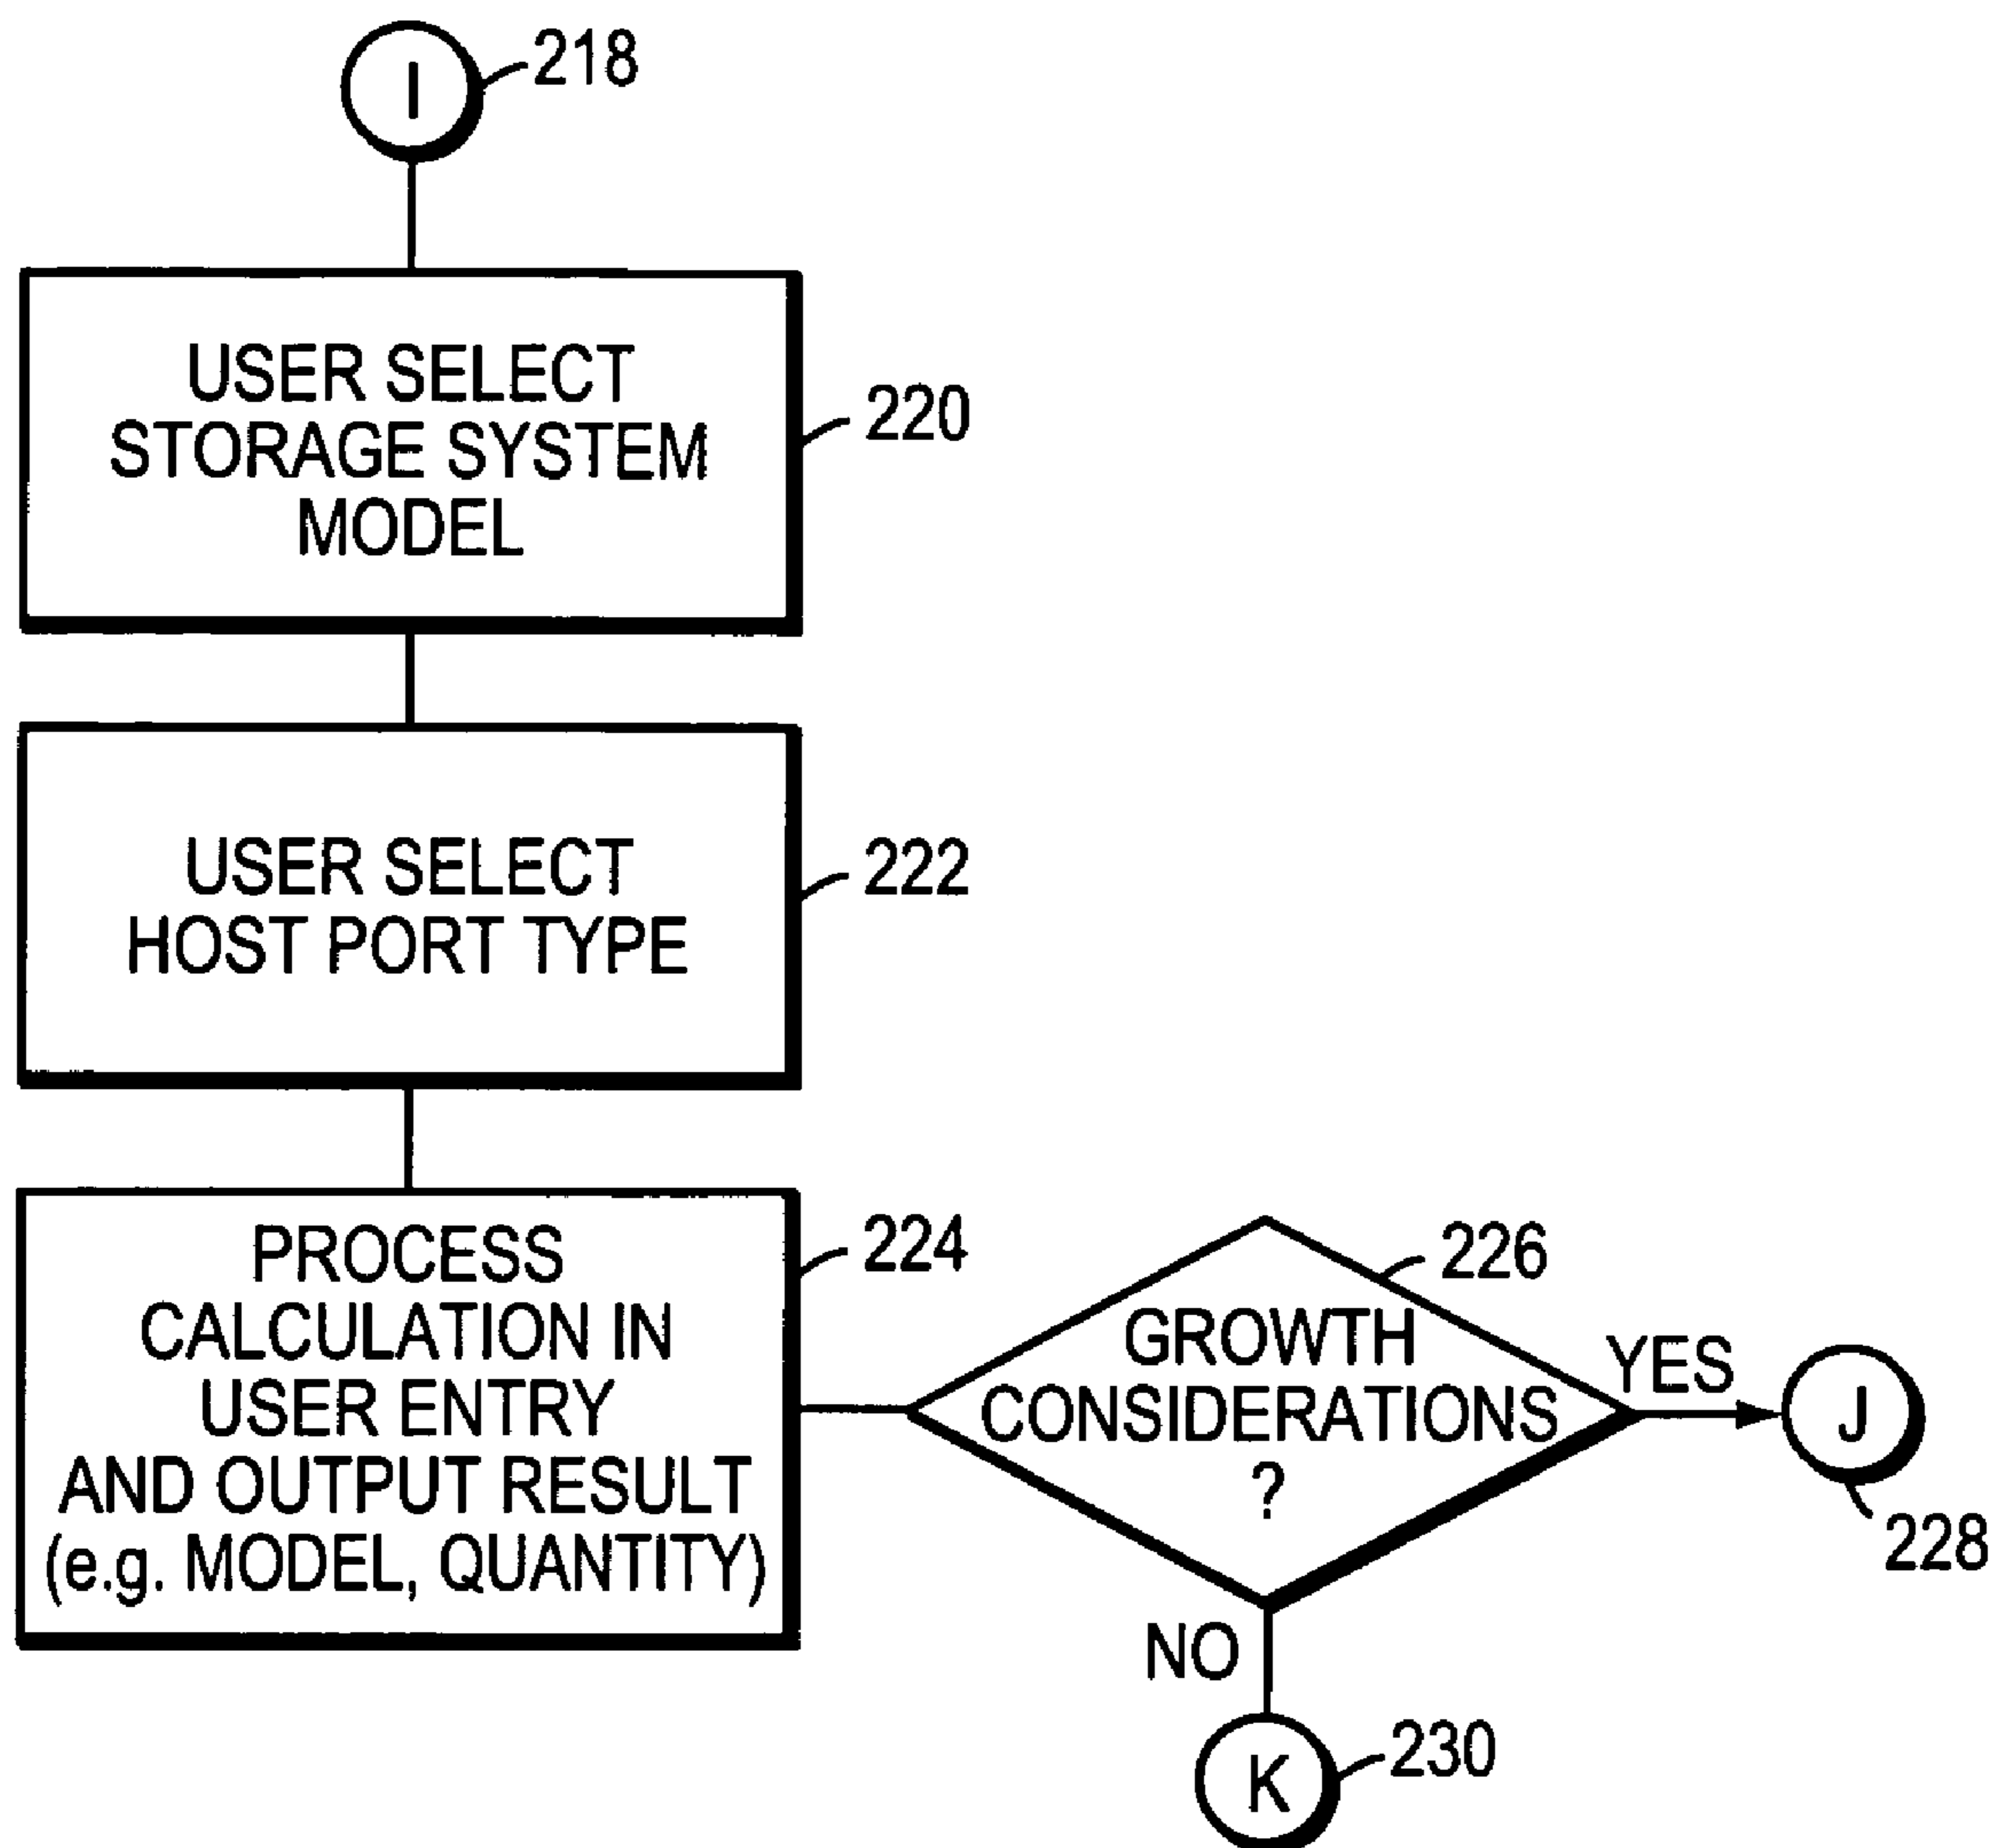 I
218
USER SELECT
STORAGE SYSTEM
MODEL
220
USER SELECT
HOST PORT TYPE
222
PROCESS
CALCULATION IN
USER ENTRY
AND OUTPUT RESULT
(e.g. MODEL, QUANTITY)
224
GROWTH
CONSIDERATIONS
?
226
YES
J
228
NO
K
230